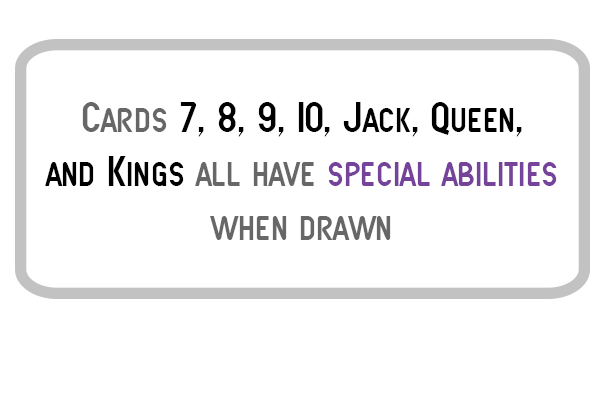 Cards 7, 8, 9, 10, Jack, Queen,
and Kings all have special abilities
when drawn